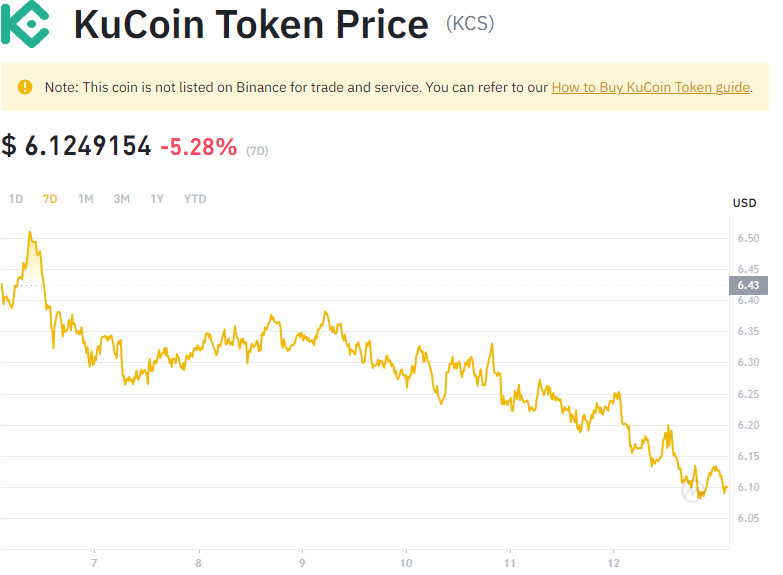 KuCoin Token Price (KCS)
Note: This coin is not listed on Binance for trade and service. You can refer to our How to Buy KuCoin Token guide.
$ 6.1249154 -5.28% (7D)
1D 7D 1M 3M 1Y YTD
USD
6.50
6.45
6.43
6.40
6.35
6.30
6.25
6.20
6.15
6.10
6.05
7 8 9 10 11 12